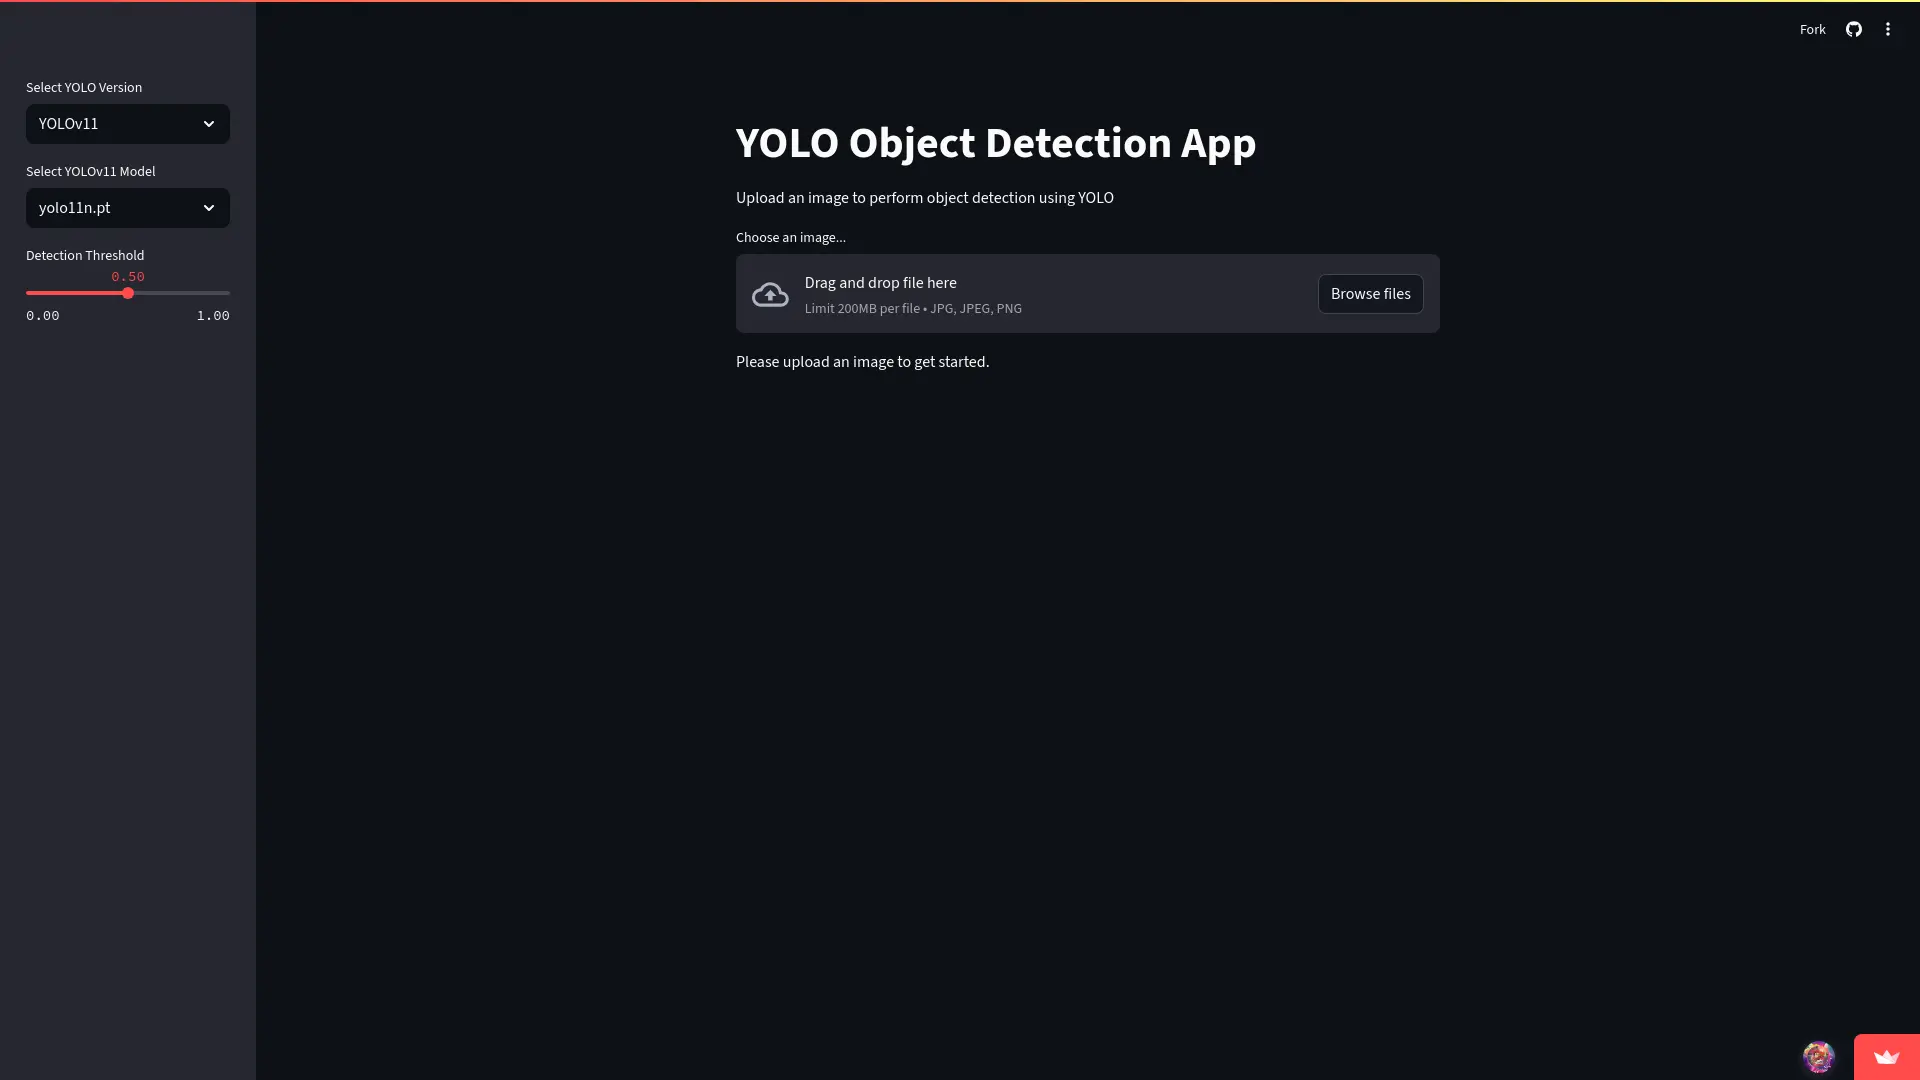 Fork
Select YOLO Version
YOLOv11
Select YOLOv11 Model
yolo11n.pt
Detection Threshold
0.50
0.00 1.00
YOLO Object Detection App
Upload an image to perform object detection using YOLO
Choose an image...
Drag and drop file here
Limit 200MB per file • JPG, JPEG, PNG
Browse files
Please upload an image to get started.